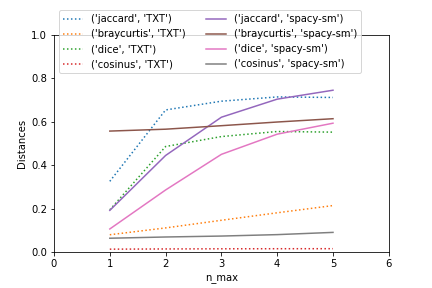 ('jaccard', 'TXT')
('braycurtis', 'TXT')
('dice', 'TXT')
('cosinus', 'TXT')
('jaccard', 'spacy-sm')
('braycurtis', 'spacy-sm')
('dice', 'spacy-sm')
('cosinus', 'spacy-sm')
1.0
0.8
0.6
0.4
0.2
0.0
Distances
0 1 2 3 4 5 6
n_max